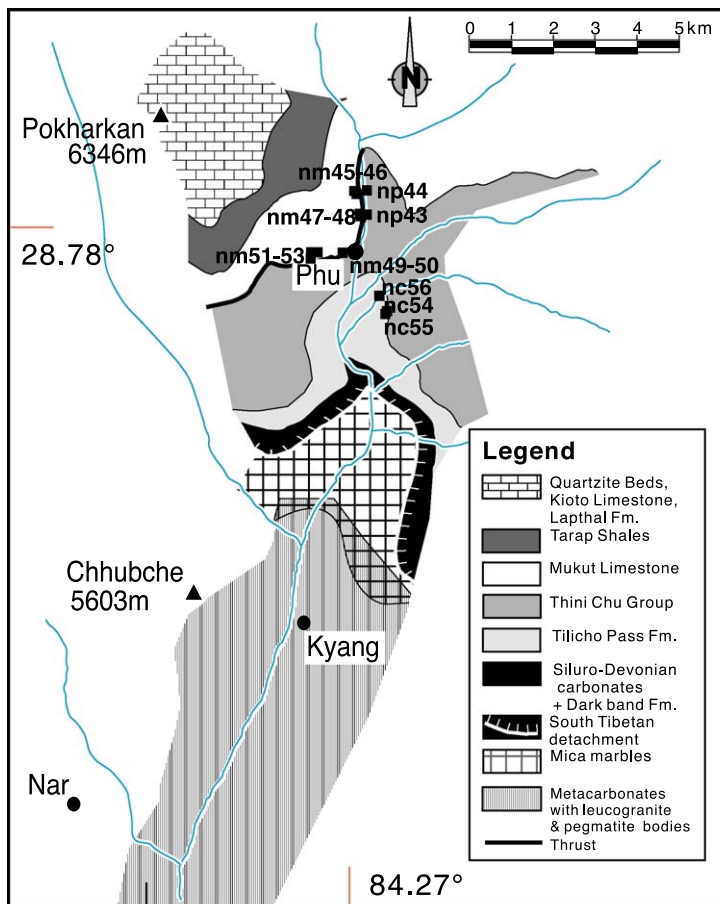 0 1 2 3 4 5 km
N
Pokharkan
6346m
nm45-46
np44
nm47-48
np43
28.78°
nm51-53
Phu
nm49-50
nc56
nc54
nc55
Legend
Quartzite Beds,
Kioto Limestone,
Lapthal Fm.
Tarap Shales
Mukut Limestone
Thini Chu Group
Tilicho Pass Fm.
Siluro-Devonian
carbonates
+ Dark band Fm.
South Tibetan
detachment
Mica marbles
Metacarbonates
with leucogranite
& pegmatite bodies
Thrust
Chhubche
5603m
Kyang
Nar
84.27°